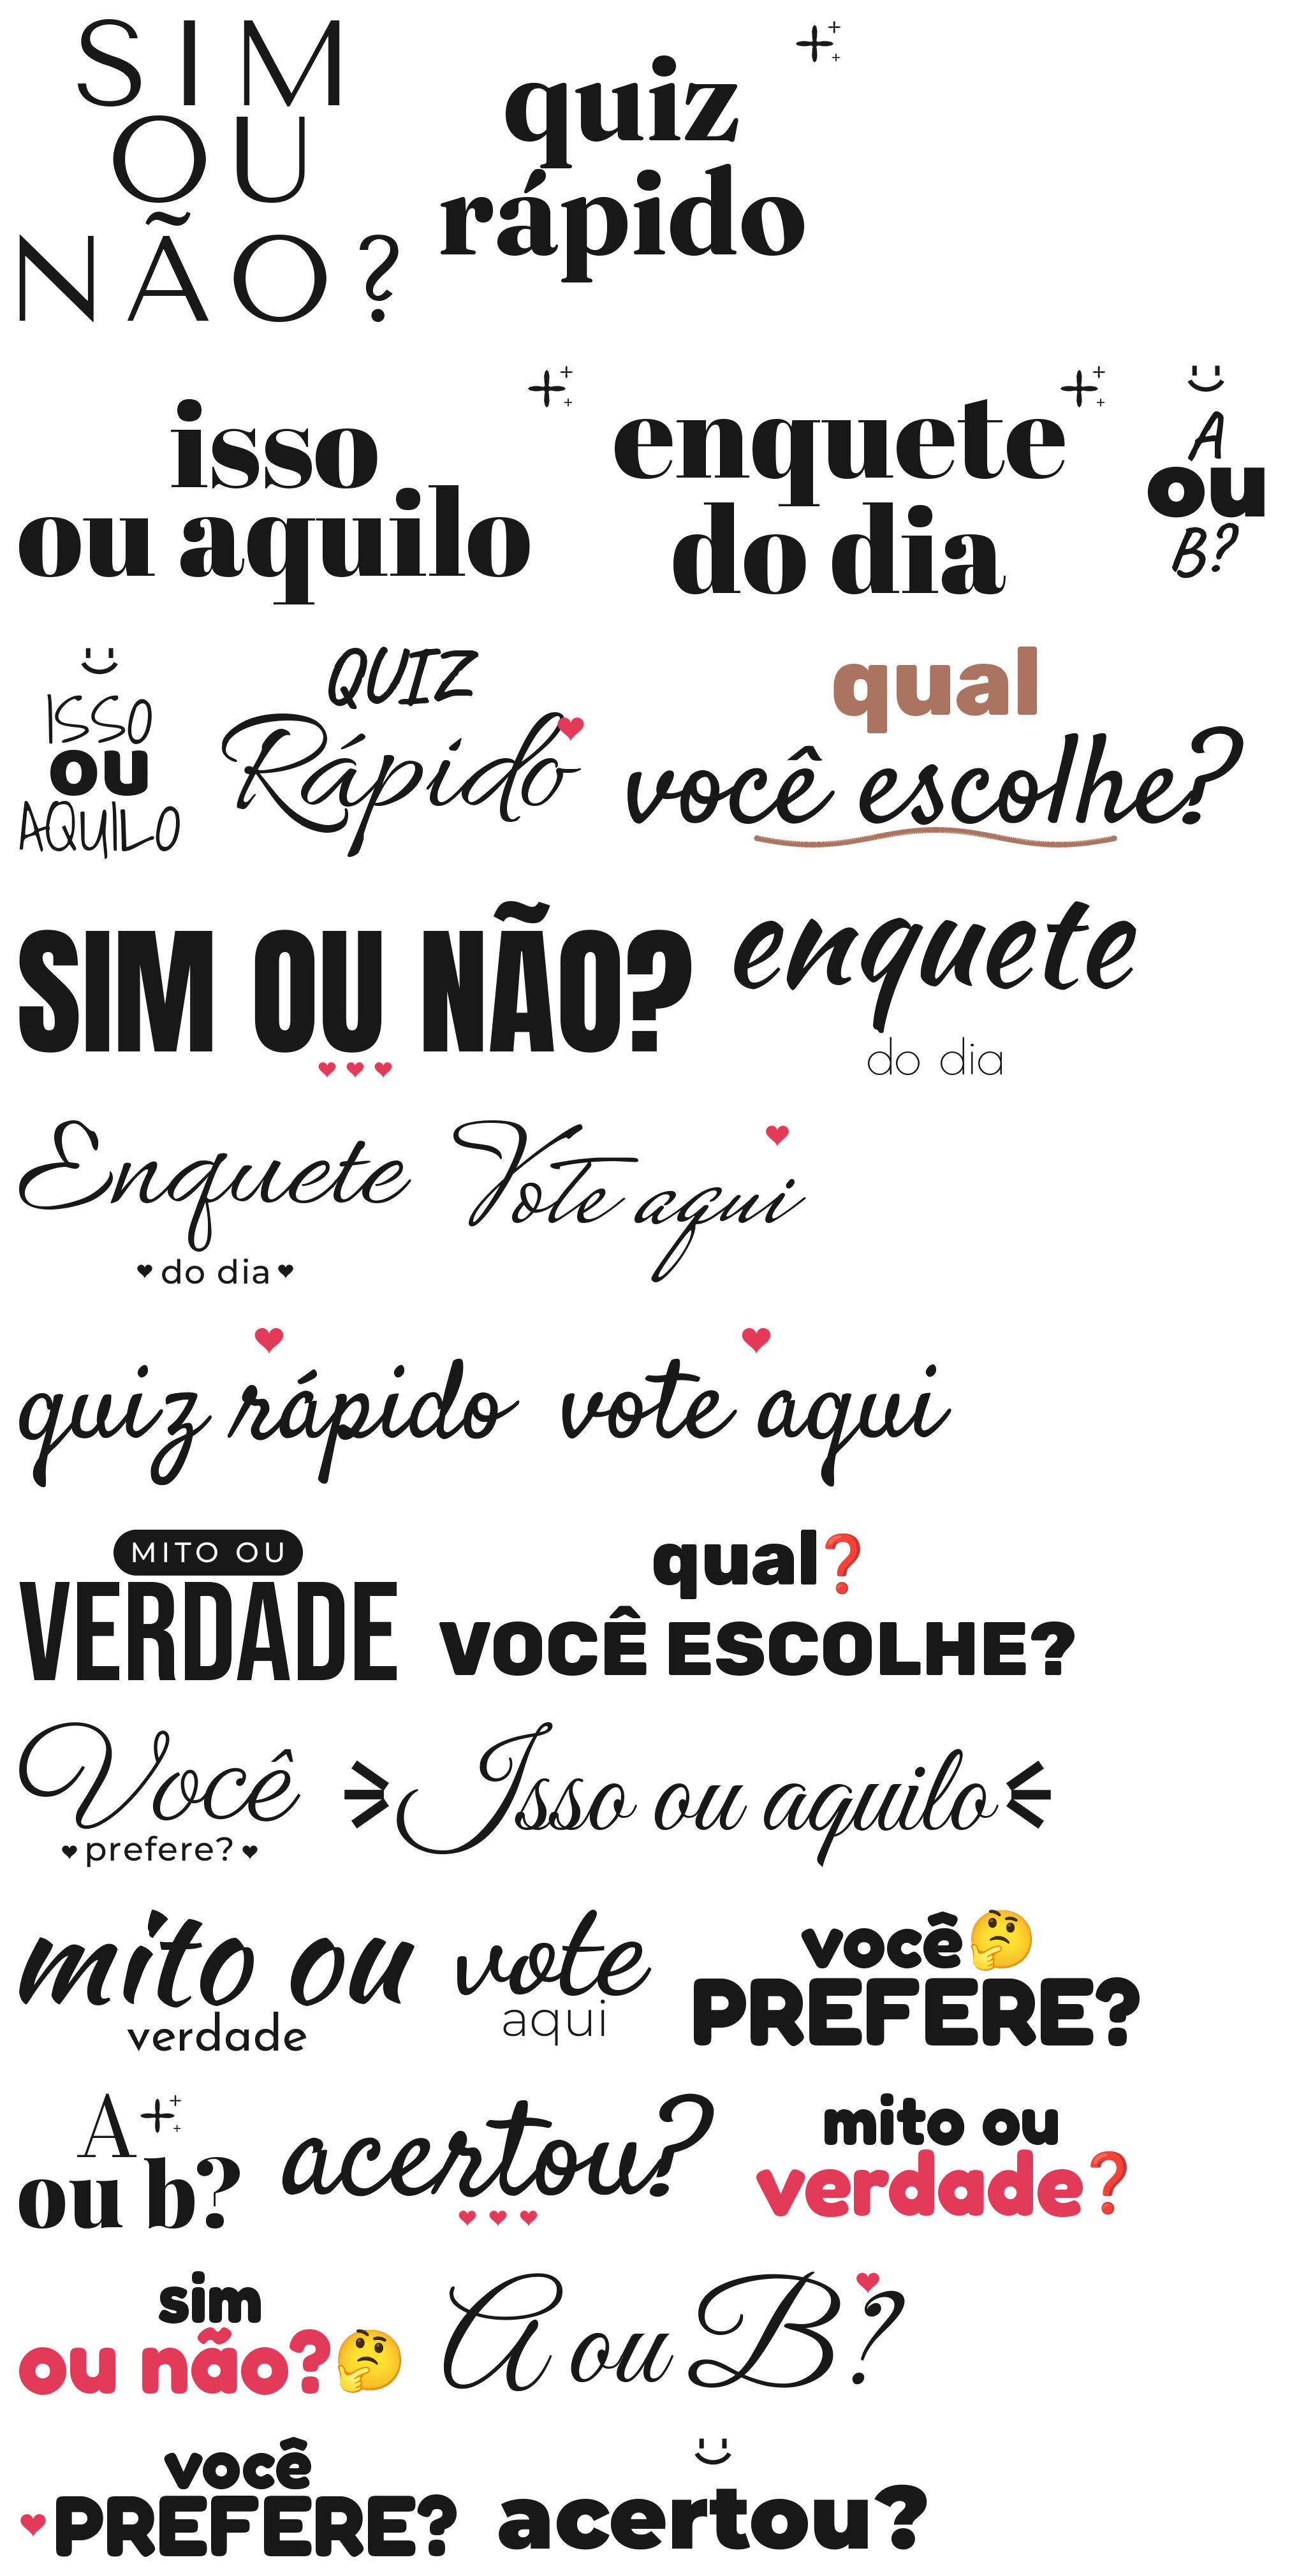 SIM
OU
NÃO?
quiz
rápido
isso
ou aquilo
enquete
do dia
A
ou
B?
ISSO
ou
AQUILO
QUIZ
Rápido
qual
você escolhe?
SIM OU NÃO?
enquete
do dia
Enquete
do dia
Vote aqui
quiz rápido
vote aqui
MITO OU
VERDADE
qual❓
VOCÊ ESCOLHE?
Você
prefere?
Isso ou aquilo
mito ou
verdade
vote
aqui
você🤔
PREFERE?
A
ou b?
acertou?
mito ou
verdade❓
sim
ou não?🤔
A ou B?
você
PREFERE?
acertou?